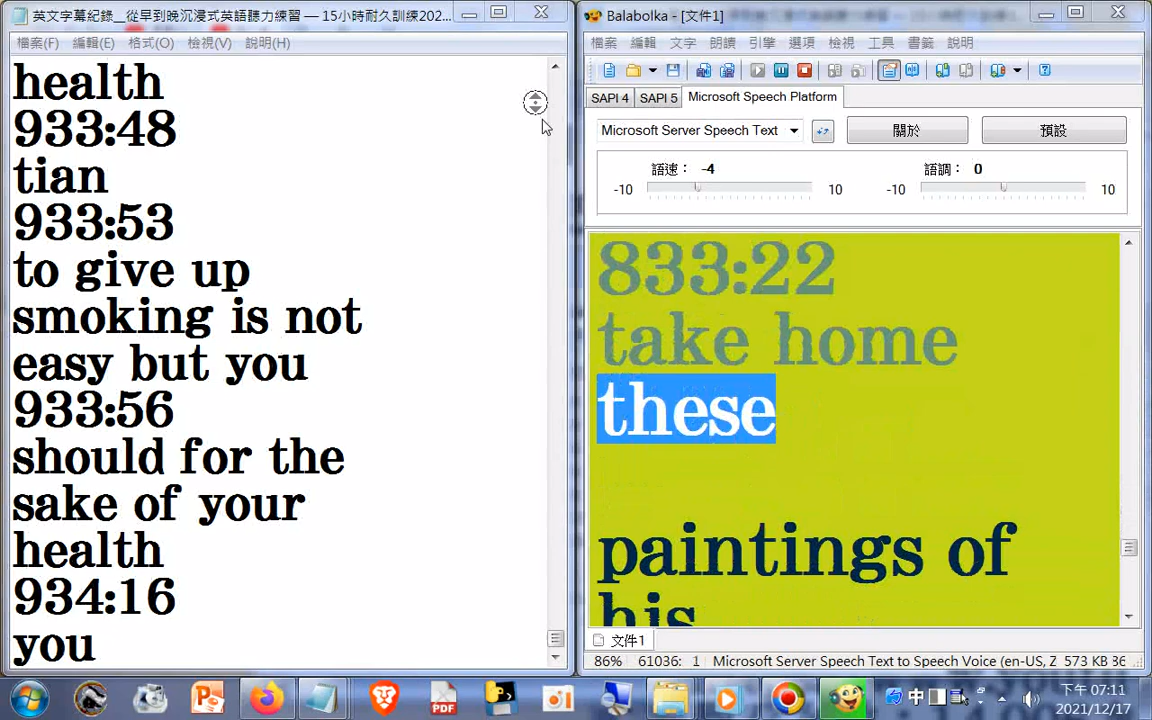 英文字幕紀錄__從早到晚沉浸式英語聽力練習 — 15小時耐久訓練202...
檔案(F) 編輯(E) 格式(O) 檢視(V) 說明(H)
health
933:48
tian
933:53
to give up
smoking is not
easy but you
933:56
should for the
sake of your
health
934:16
you
Balabolka - [文件1]
檔案 編輯 文字 朗讀 引擎 選項 檢視 工具 書籤 說明
SAPI 4 SAPI 5 Microsoft Speech Platform
Microsoft Server Speech Text 關於 預設
語速： -4 語調： 0
-10 10 -10 10
833:22
take home
these
paintings of
his
文件1
86% 61036: 1 Microsoft Server Speech Text to Speech Voice (en-US, Z 573 KB 36
中 下午 07:11
2021/12/17